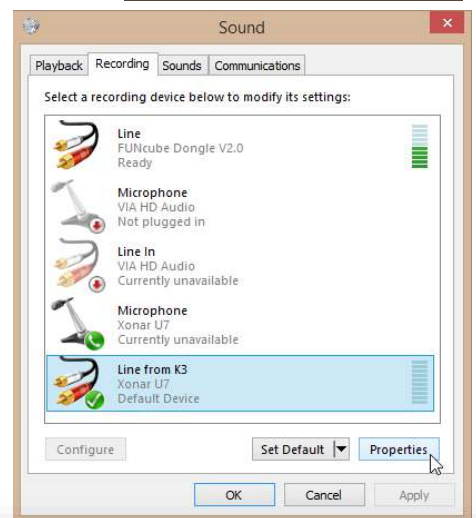 Sound
Playback Recording Sounds Communications
Select a recording device below to modify its settings:
Line
FUNcube Dongle V2.0
Ready
Microphone
VIA HD Audio
Not plugged in
Line In
VIA HD Audio
Currently unavailable
Microphone
Xonar U7
Currently unavailable
Line from K3
Xonar U7
Default Device
Configure Set Default Properties
OK Cancel Apply